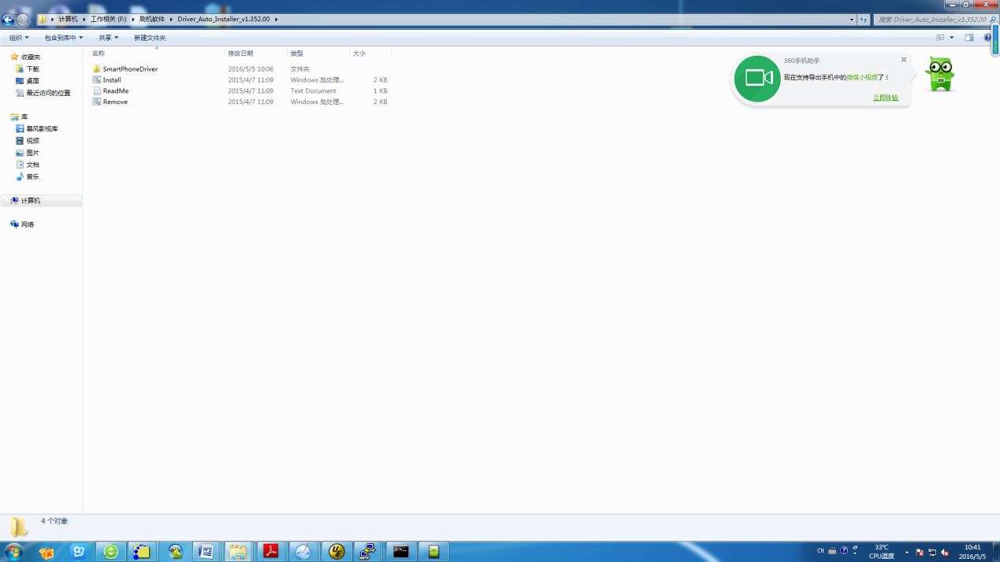 计算机 ▸ 工作相关 (F:) ▸ 刷机软件 ▸ Driver_Auto_Installer_v1.352.00 ▸
搜索 Driver_Auto_Installer_v1.352.00
组织 包含到库中 共享 新建文件夹
收藏夹
下载
桌面
最近访问的位置
库
暴风影视库
视频
图片
文档
音乐
计算机
网络
名称 修改日期 类型 大小
SmartPhoneDriver 2016/5/5 10:06 文件夹
Install 2015/4/7 11:09 Windows 批处理... 2 KB
ReadMe 2015/4/7 11:09 Text Document 1 KB
Remove 2015/4/7 11:09 Windows 批处理... 2 KB
360手机助手
现在支持导出手机中的微信小视频了！
立即体验
4 个对象
CH
33℃
CPU温度
10:41
2016/5/5